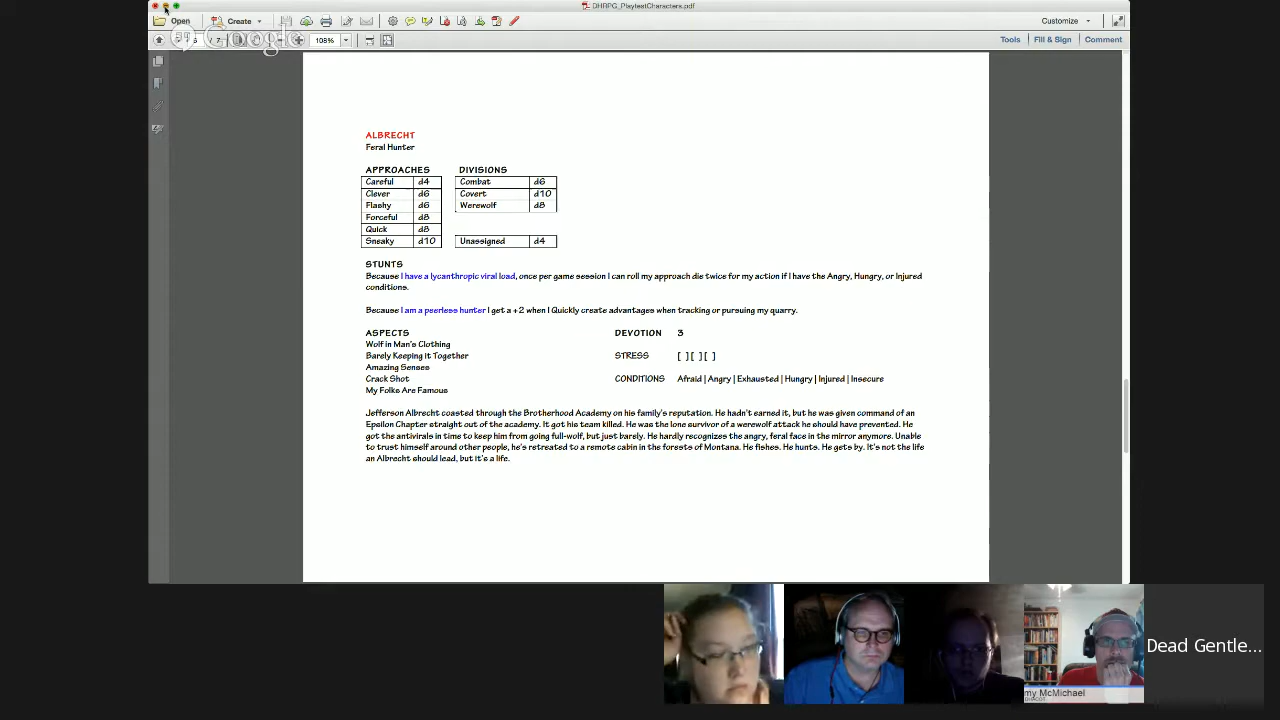 DHRPG_PlaytestCharacters.pdf
Open
Create
Customize
Google
6
/ 7
108%
Tools
Fill & Sign
Comment
ALBRECHT
Feral Hunter
APPROACHES
DIVISIONS
Careful d4
Combat d6
Clever d6
Covert d10
Flashy d6
Werewolf d8
Forceful d8
Quick d8
Sneaky d10
Unassigned d4
STUNTS
Because I have a lycanthropic viral load, once per game session I can roll my approach die twice for my action if I have the Angry, Hungry, or Injured
conditions.
Because I am a peerless hunter I get a +2 when I Quickly create advantages when tracking or pursuing my quarry.
ASPECTS
DEVOTION 3
Wolf in Man's Clothing
Barely Keeping it Together
STRESS [ ] [ ] [ ]
Amazing Senses
Crack Shot
CONDITIONS Afraid | Angry | Exhausted | Hungry | Injured | Insecure
My Folks Are Famous
Jefferson Albrecht coasted through the Brotherhood Academy on his family's reputation. He hadn't earned it, but he was given command of an
Epsilon Chapter straight out of the academy. It got his team killed. He was the lone survivor of a werewolf attack he should have prevented. He
got the antivirals in time to keep him from going full-wolf, but just barely. He hardly recognizes the angry, feral face in the mirror anymore. Unable
to trust himself around other people, he's retreated to a remote cabin in the forests of Montana. He fishes. He hunts. He gets by. It's not the life
an Albrecht should lead, but it's a life.
Dead Gentle...
my McMichael